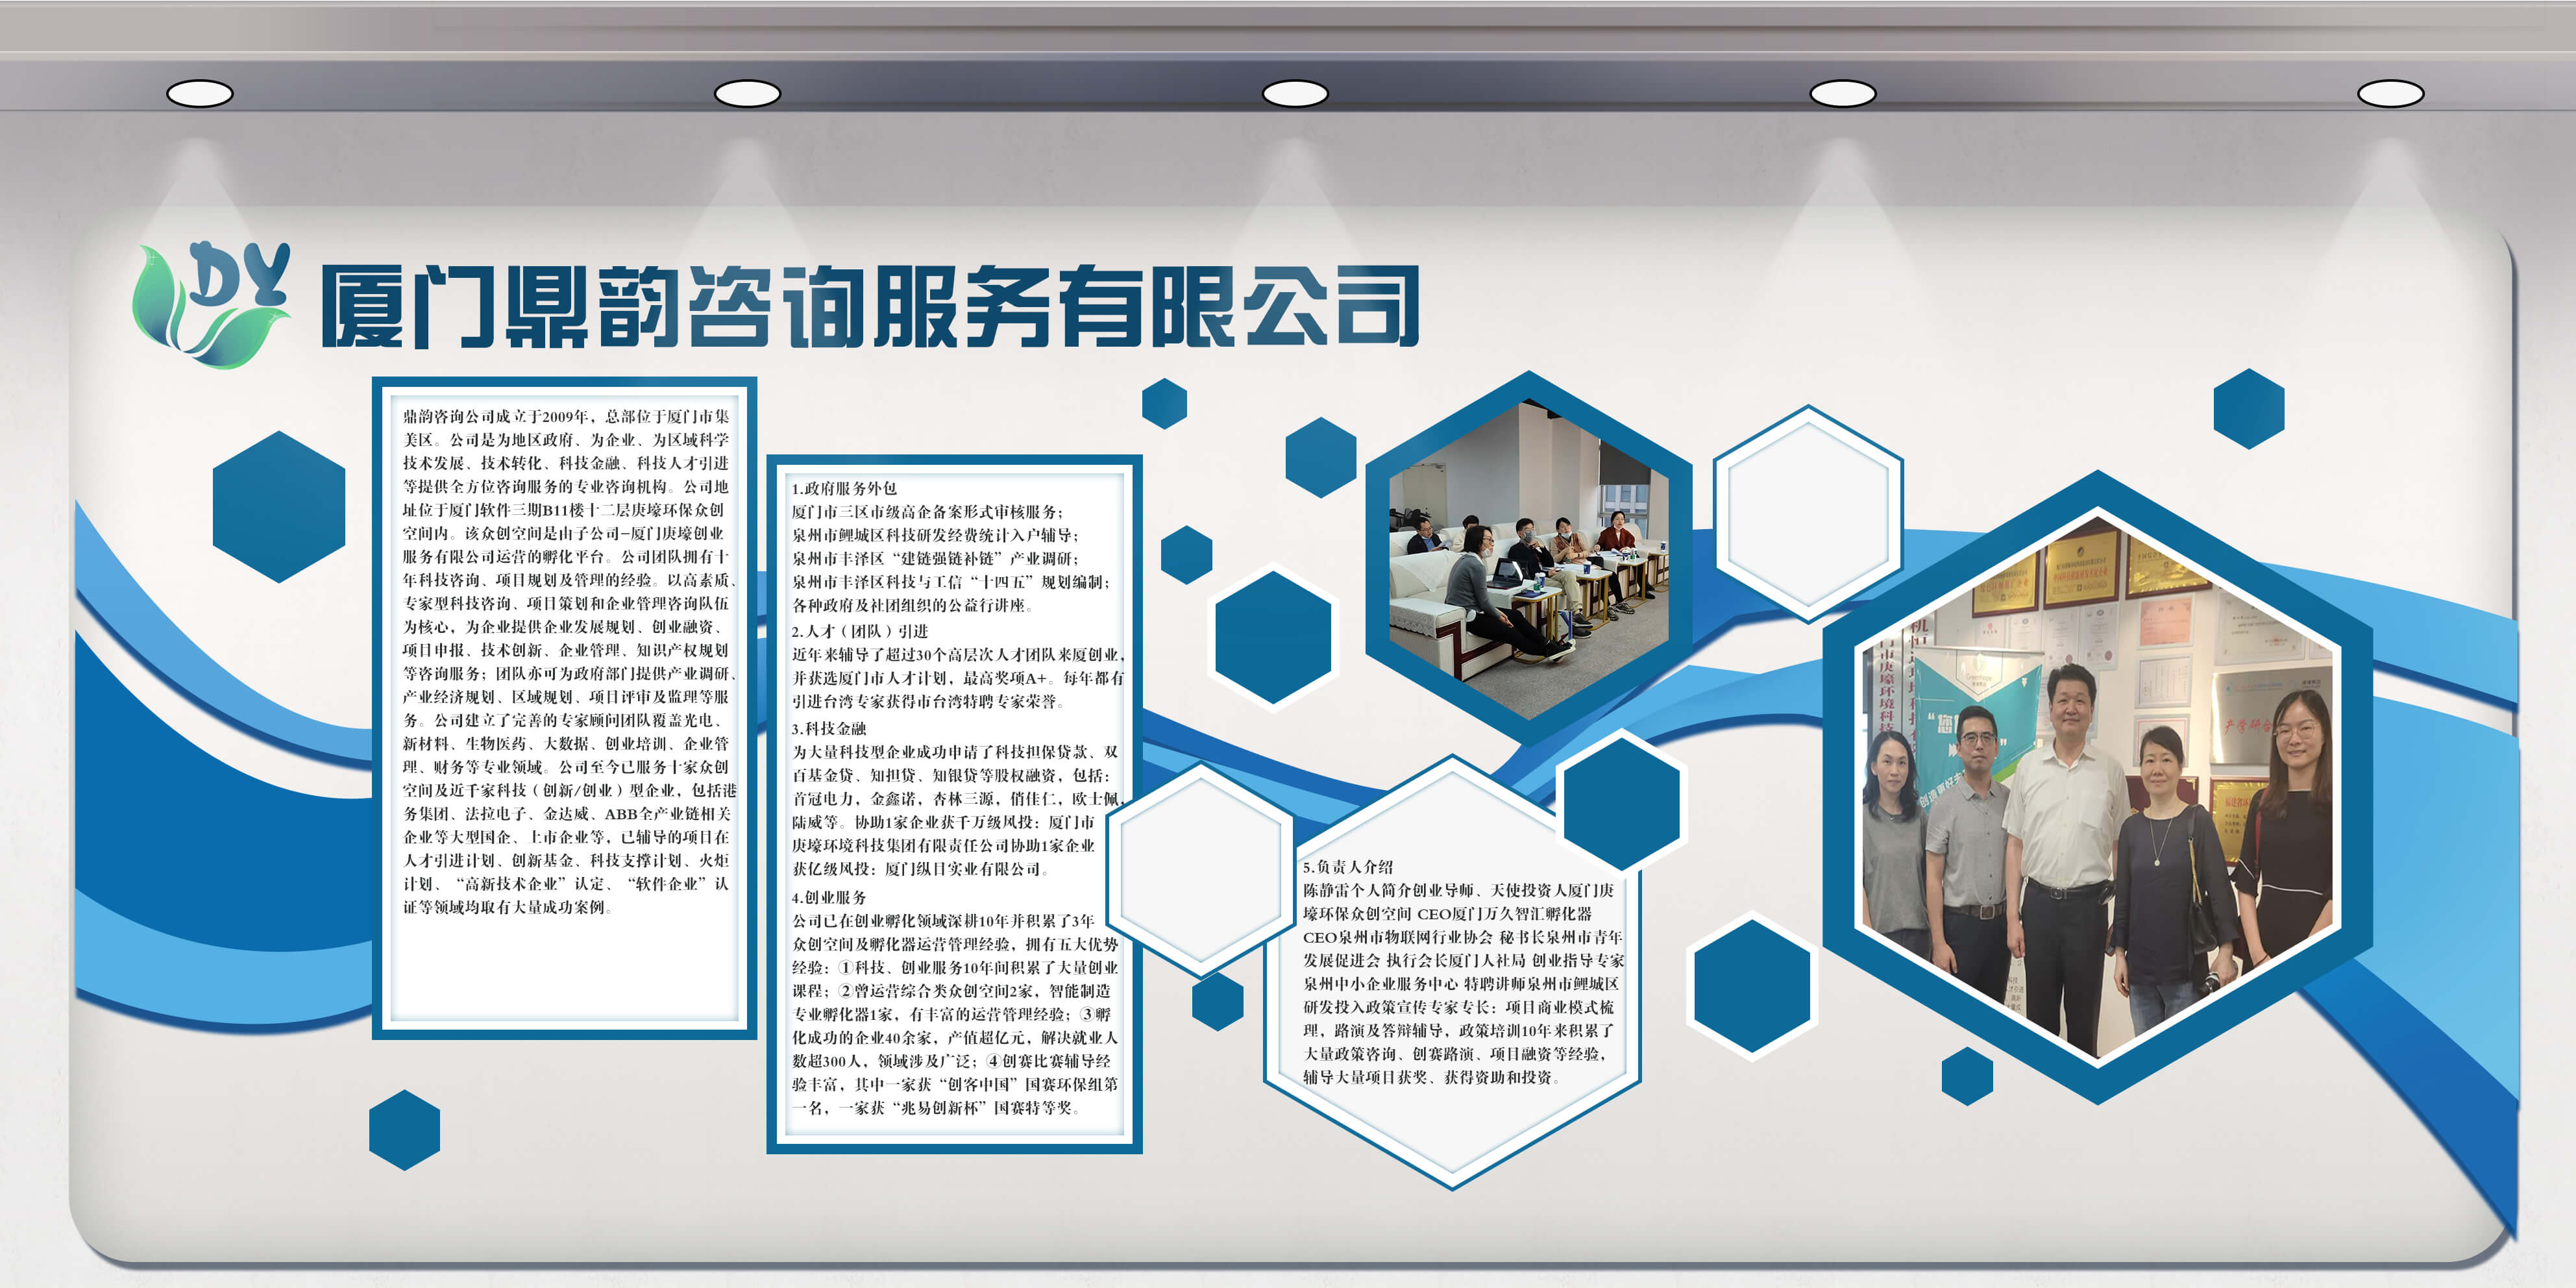 DY
厦门鼎韵咨询服务有限公司
鼎韵咨询公司成立于2009年，总部位于厦门市集
美区。公司是为地区政府、为企业、为区域科学
技术发展、技术转化、科技金融、科技人才引进
等提供全方位咨询服务的专业咨询机构。公司地
址位于厦门软件三期B11楼十二层庚壕环保众创
空间内。该众创空间是由子公司-厦门庚壕创业
服务有限公司运营的孵化平台。公司团队拥有十
年科技咨询、项目规划及管理的经验。以高素质、
专家型科技咨询、项目策划和企业管理咨询队伍
为核心，为企业提供企业发展规划、创业融资、
项目申报、技术创新、企业管理、知识产权规划
等咨询服务；团队亦可为政府部门提供产业调研、
产业经济规划、区域规划、项目评审及监理等服
务。公司建立了完善的专家顾问团队覆盖光电、
新材料、生物医药、大数据、创业培训、企业管
理、财务等专业领域。公司至今已服务十家众创
空间及近千家科技（创新/创业）型企业，包括港
务集团、法拉电子、金达威、ABB全产业链相关
企业等大型国企、上市企业等，已辅导的项目在
人才引进计划、创新基金、科技支撑计划、火炬
计划、“高新技术企业”认定、“软件企业”认
证等领域均取有大量成功案例。
1.政府服务外包
厦门市三区市级高企备案形式审核服务；
泉州市鲤城区科技研发经费统计入户辅导；
泉州市丰泽区“建链强链补链”产业调研；
泉州市丰泽区科技与工信“十四五”规划编制；
各种政府及社团组织的公益行讲座。
2.人才（团队）引进
近年来辅导了超过30个高层次人才团队来厦创业，
并获选厦门市人才计划，最高奖项A+。每年都有
引进台湾专家获得市台湾特聘专家荣誉。
3.科技金融
为大量科技型企业成功申请了科技担保贷款、双
百基金贷、知担贷、知银贷等股权融资，包括：
首冠电力，金鑫诺，杏林三源，俏佳仁，欧士佩，
陆威等。协助1家企业获千万级风投：厦门市
庚壕环境科技集团有限责任公司协助1家企业
获亿级风投：厦门纵目实业有限公司。
4.创业服务
公司已在创业孵化领域深耕10年并积累了3年
众创空间及孵化器运营管理经验，拥有五大优势
经验：①科技、创业服务10年间积累了大量创业
课程；②曾运营综合类众创空间2家，智能制造
专业孵化器1家，有丰富的运营管理经验；③孵
化成功的企业40余家，产值超亿元，解决就业人
数超300人，领域涉及广泛；④创赛比赛辅导经
验丰富，其中一家获“创客中国”国赛环保组第
一名，一家获“兆易创新杯”国赛特等奖。
5.负责人介绍
陈静雷个人简介创业导师、天使投资人厦门庚
壕环保众创空间 CEO厦门万久智汇孵化器
CEO泉州市物联网行业协会 秘书长泉州市青年
发展促进会 执行会长厦门人社局 创业指导专家
泉州中小企业服务中心 特聘讲师泉州市鲤城区
研发投入政策宣传专家专长：项目商业模式梳
理，路演及答辩辅导，政策培训10年来积累了
大量政策咨询、创赛路演、项目融资等经验，
辅导大量项目获奖、获得资助和投资。
门市庚壕环境科技
产学研合